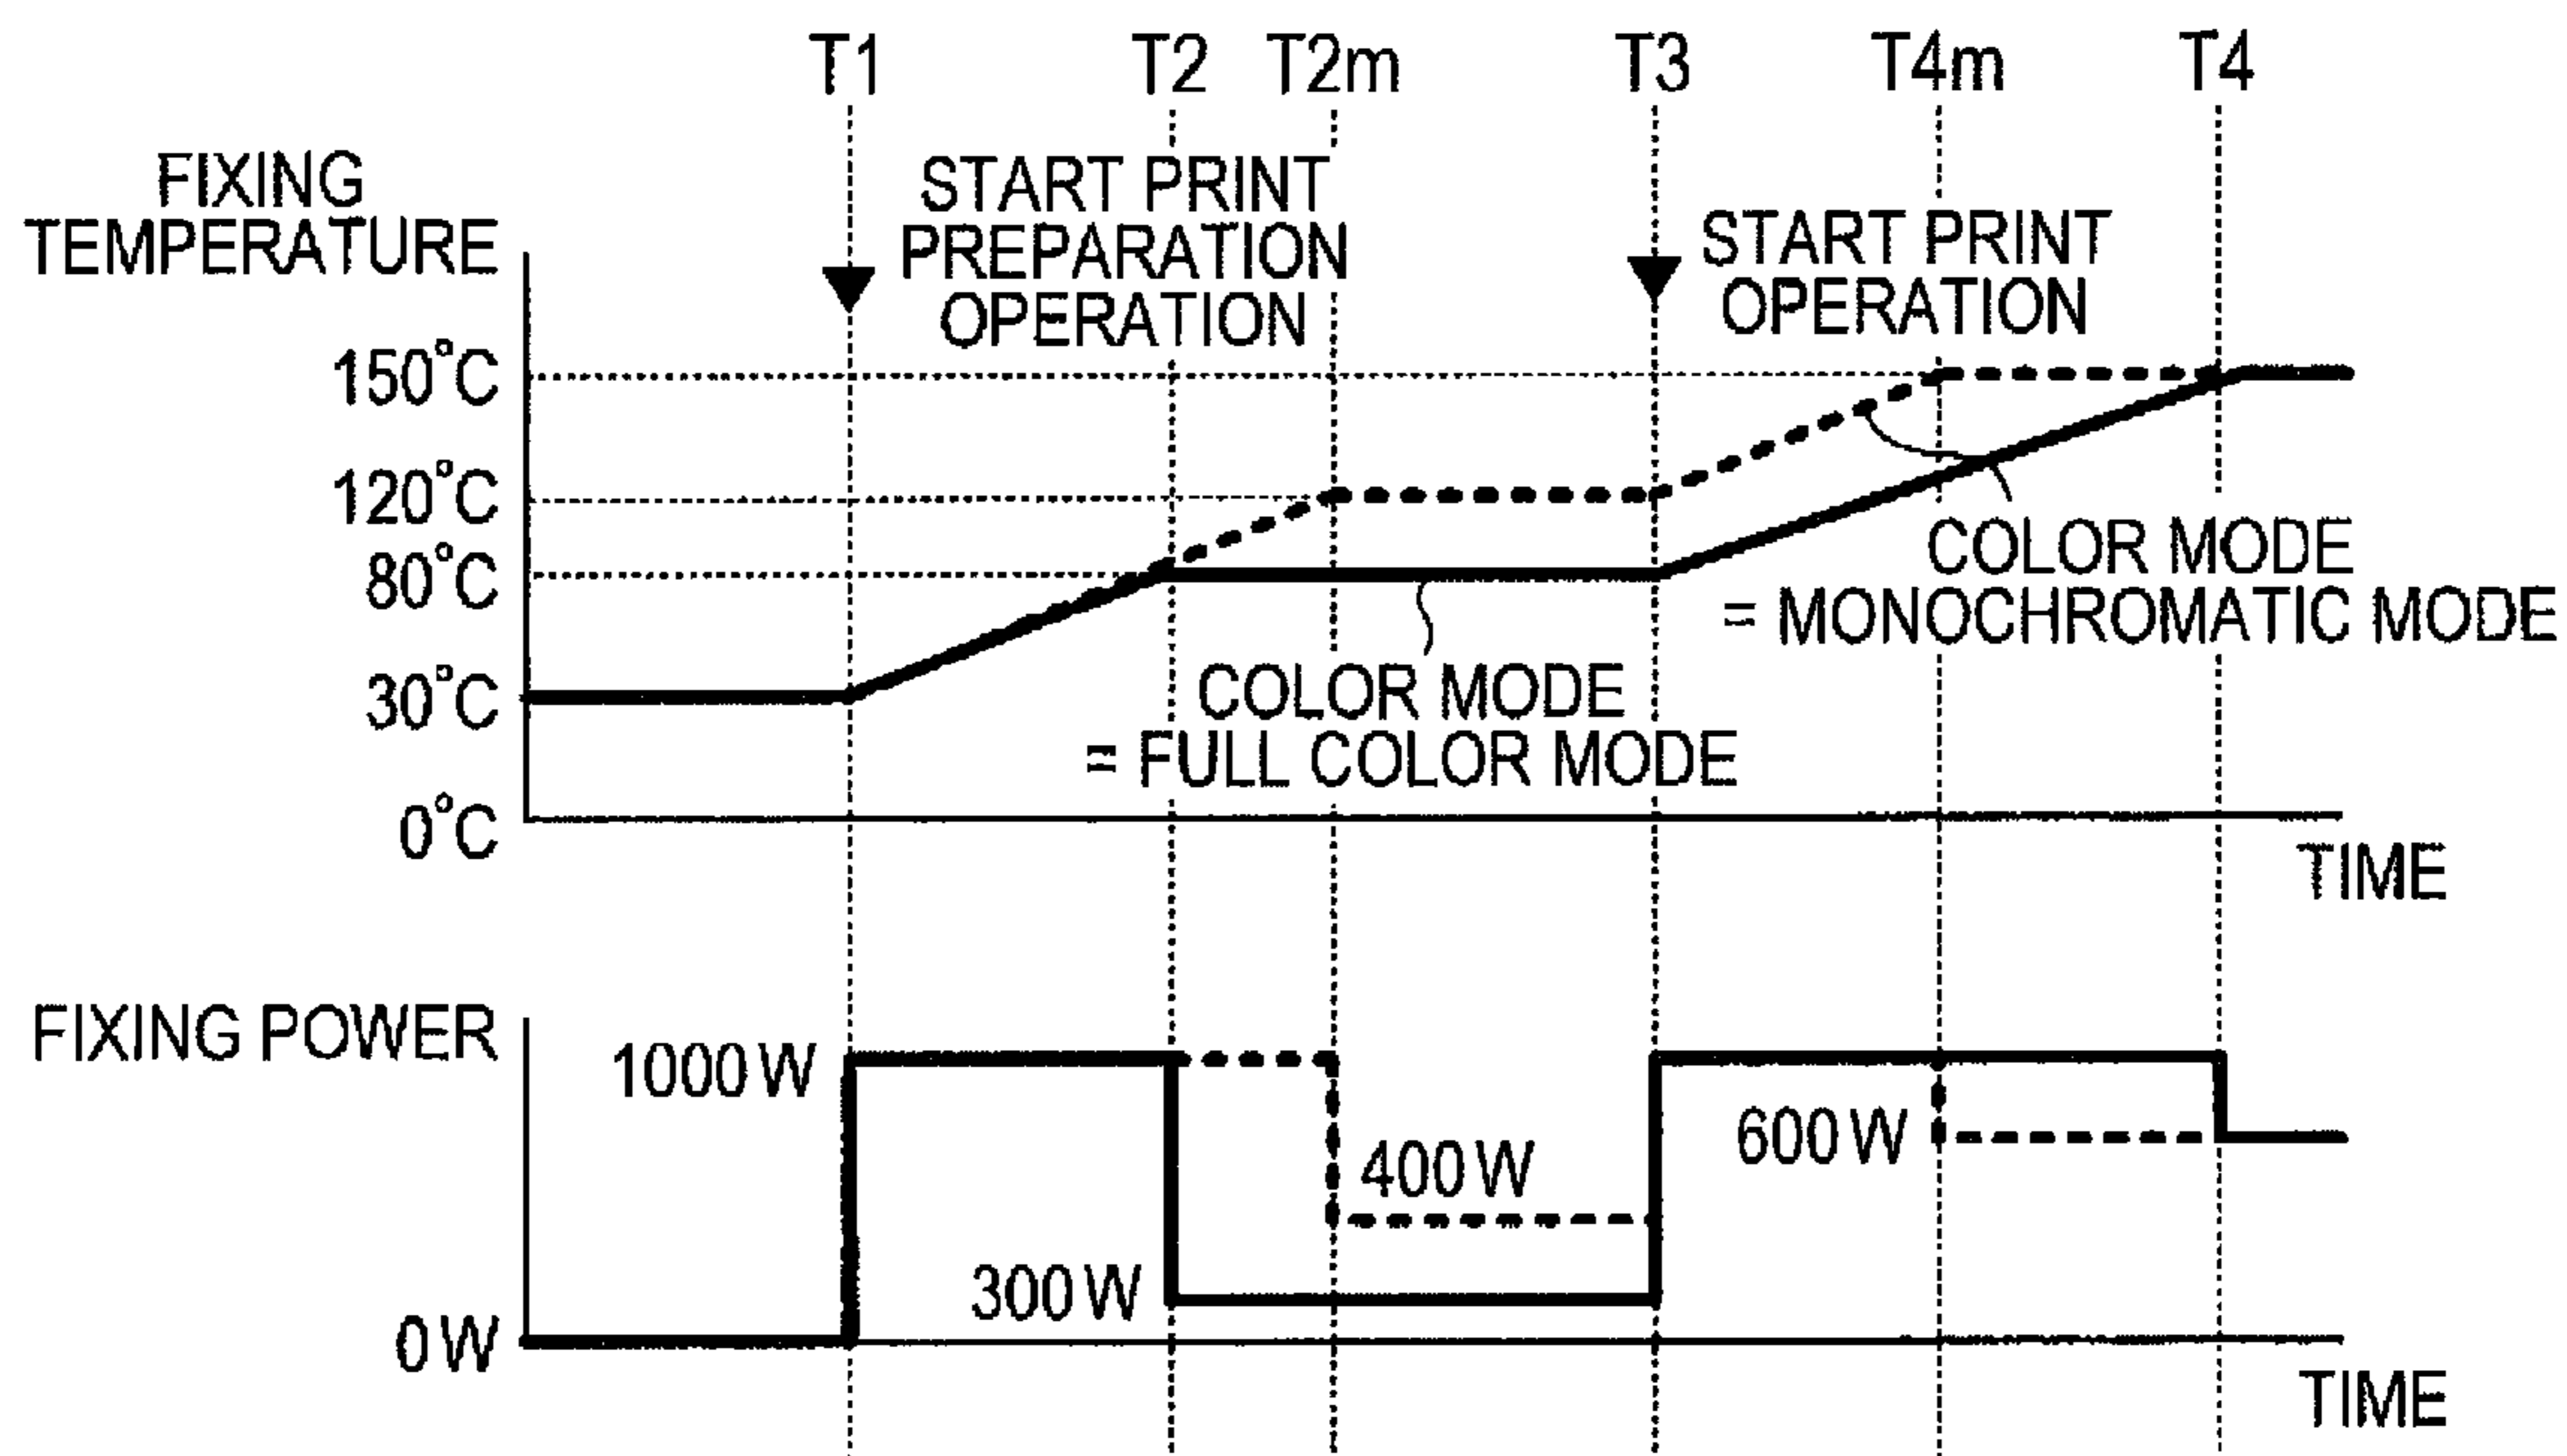 T1
T2
T2m
T3
T4m
T4
FIXING
TEMPERATURE
START PRINT
PREPARATION
OPERATION
START PRINT
OPERATION
150°C
120°C
80°C
30°C
0°C
COLOR MODE
= MONOCHROMATIC MODE
COLOR MODE
= FULL COLOR MODE
TIME
FIXING POWER
1000 W
600 W
400 W
300 W
0 W
TIME